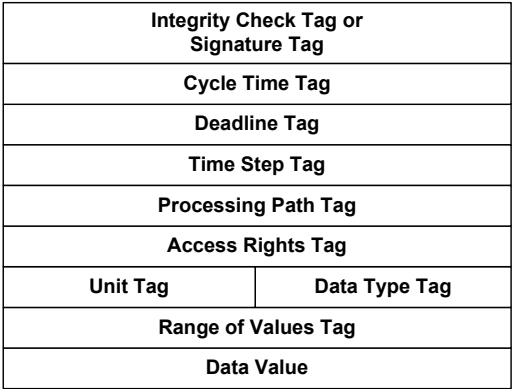 Integrity Check Tag or
Signature Tag
Cycle Time Tag
Deadline Tag
Time Step Tag
Processing Path Tag
Access Rights Tag
Unit Tag
Data Type Tag
Range of Values Tag
Data Value